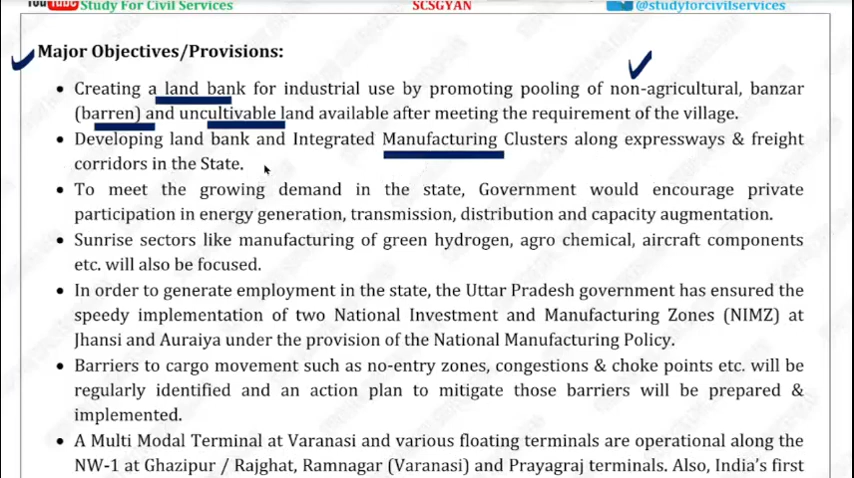 YouTube Study For Civil Services SCSGYAN @studyforcivilservices
Major Objectives/Provisions:
• Creating a land bank for industrial use by promoting pooling of non-agricultural, banzar
(barren) and uncultivable land available after meeting the requirement of the village.
• Developing land bank and Integrated Manufacturing Clusters along expressways & freight
corridors in the State.
• To meet the growing demand in the state, Government would encourage private
participation in energy generation, transmission, distribution and capacity augmentation.
• Sunrise sectors like manufacturing of green hydrogen, agro chemical, aircraft components
etc. will also be focused.
• In order to generate employment in the state, the Uttar Pradesh government has ensured the
speedy implementation of two National Investment and Manufacturing Zones (NIMZ) at
Jhansi and Auraiya under the provision of the National Manufacturing Policy.
• Barriers to cargo movement such as no-entry zones, congestions & choke points etc. will be
regularly identified and an action plan to mitigate those barriers will be prepared &
implemented.
• A Multi Modal Terminal at Varanasi and various floating terminals are operational along the
NW-1 at Ghazipur / Rajghat, Ramnagar (Varanasi) and Prayagraj terminals. Also, India's first